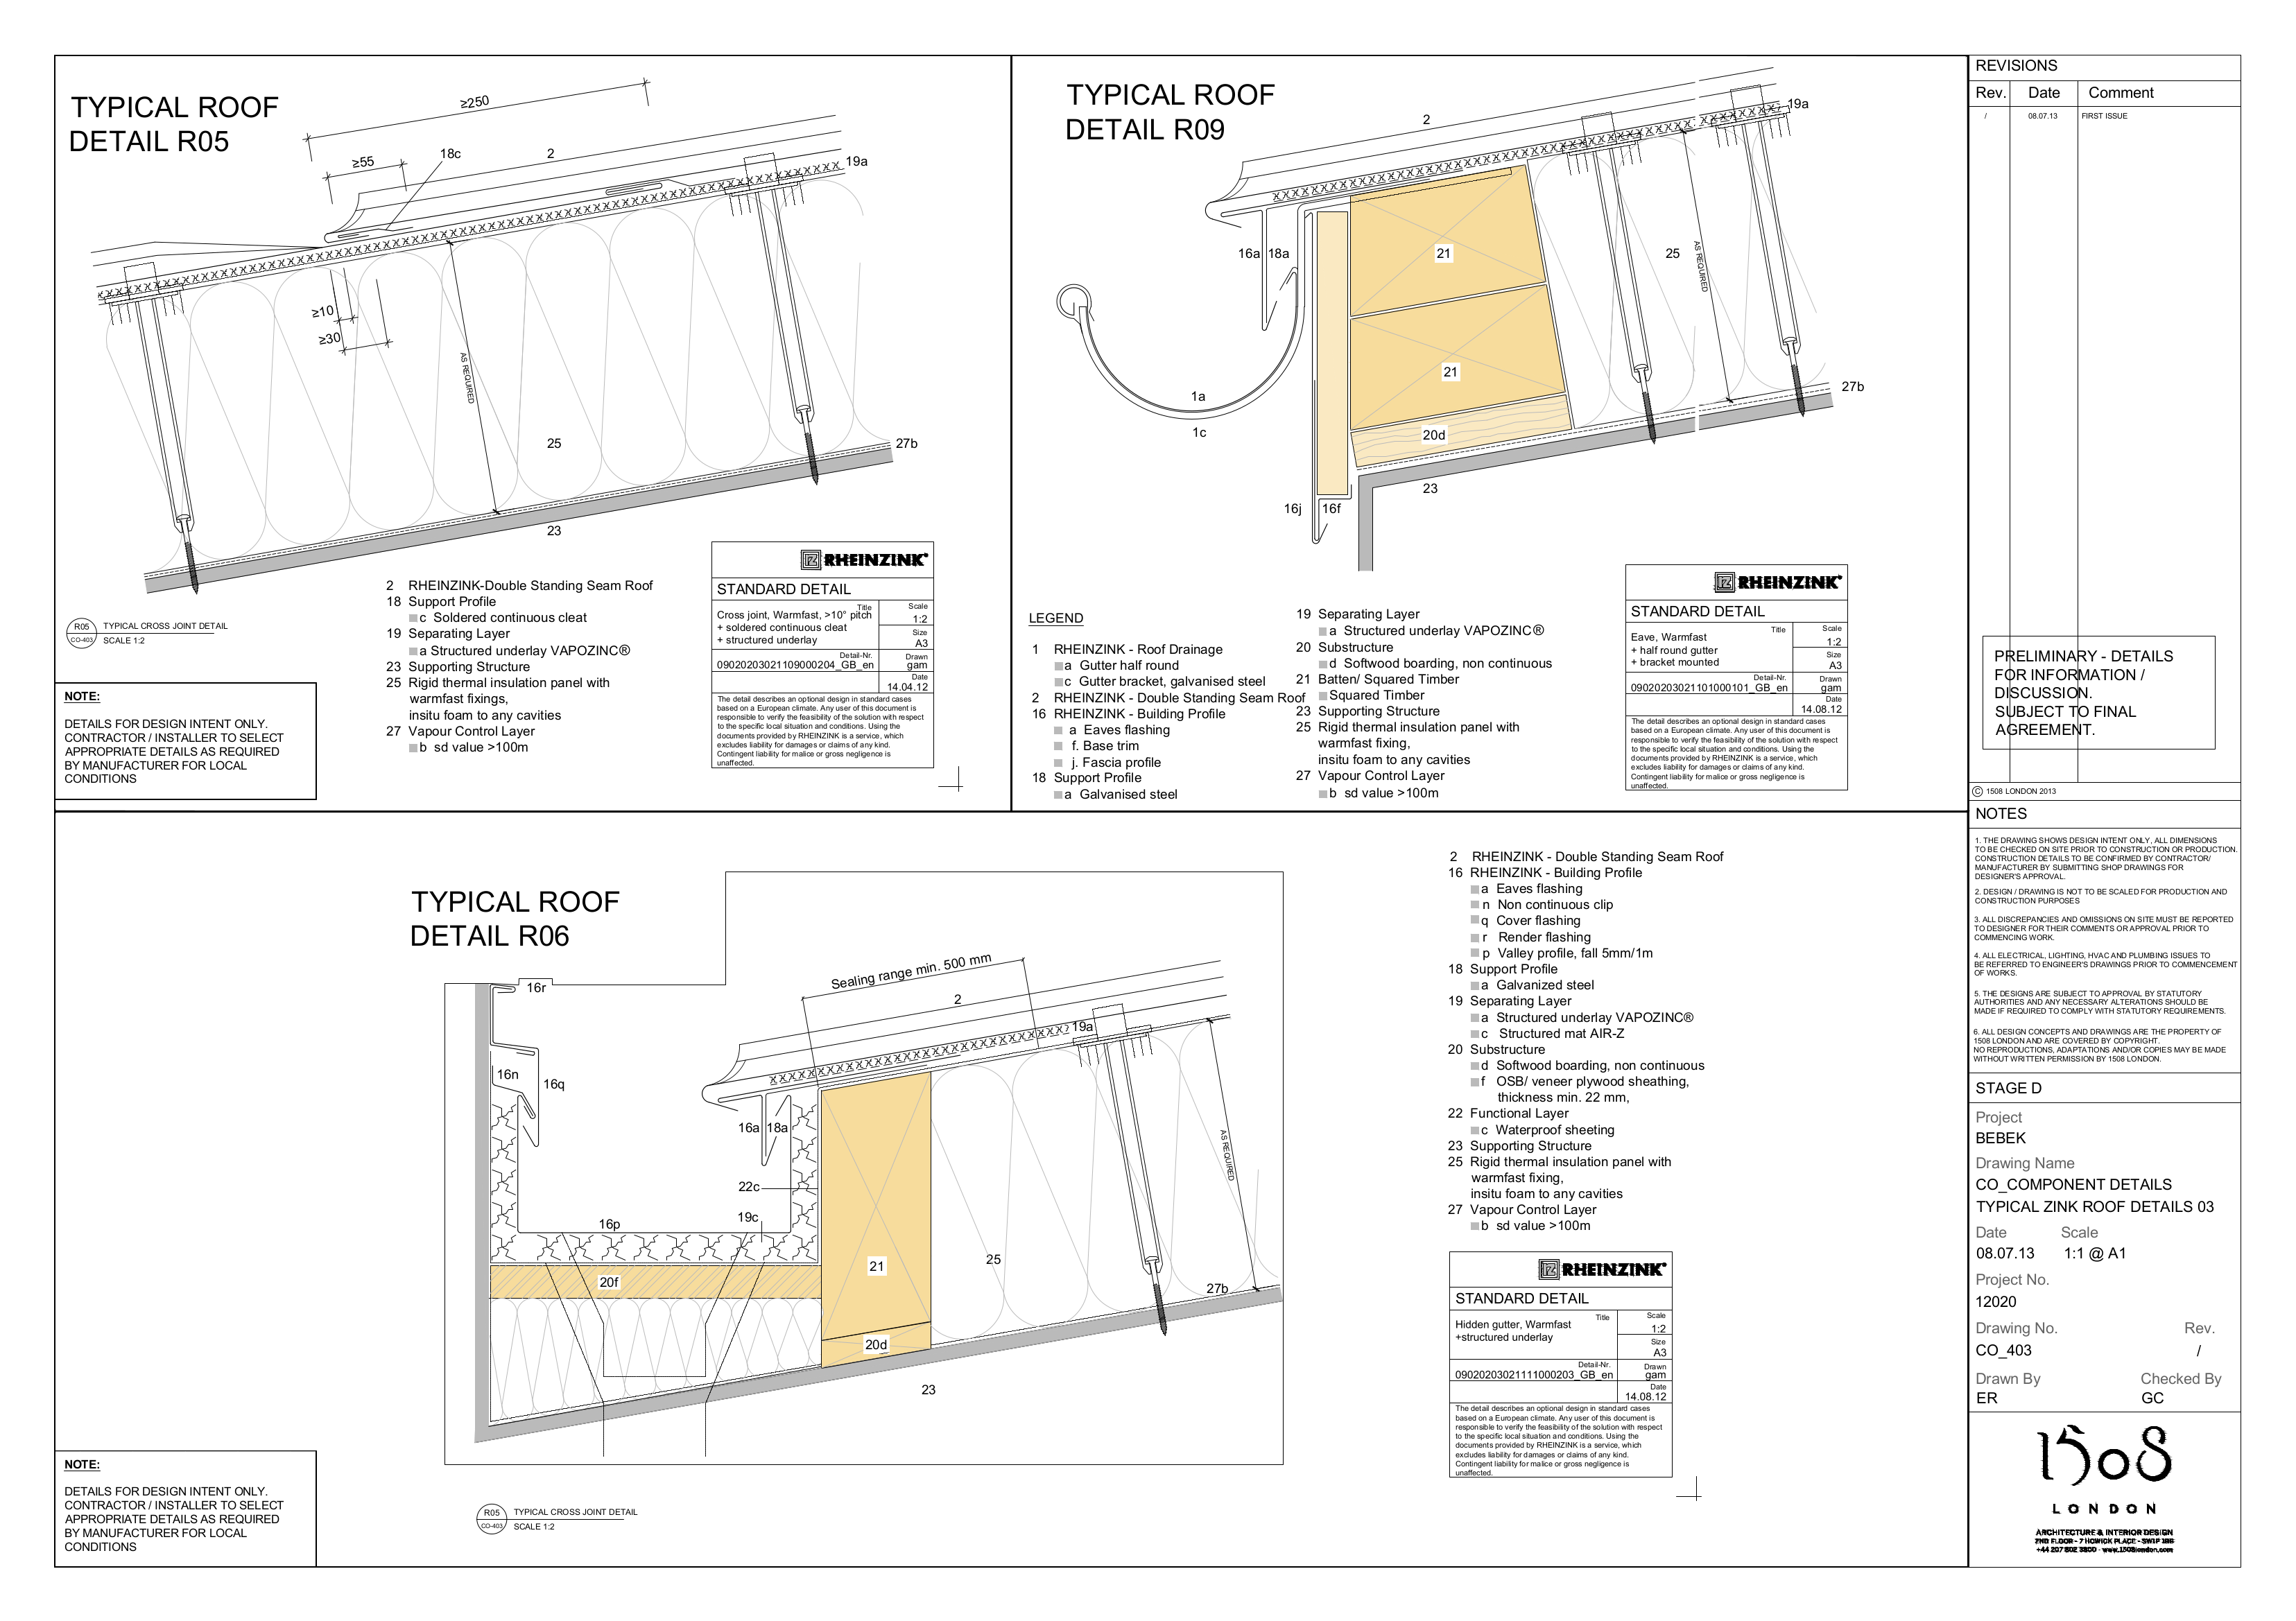 TYPICAL ROOF
DETAIL R05
≥250
≥55
18c
2
19a
≥10
≥30
AS REQUIRED
25
27b
23
R05
CO-403
TYPICAL CROSS JOINT DETAIL
SCALE 1:2
2 RHEINZINK-Double Standing Seam Roof
18 Support Profile
c Soldered continuous cleat
19 Separating Layer
a Structured underlay VAPOZINC®
23 Supporting Structure
25 Rigid thermal insulation panel with
warmfast fixings,
insitu foam to any cavities
27 Vapour Control Layer
b sd value >100m
RHEINZINK®
STANDARD DETAIL
Title
Cross joint, Warmfast, >10° pitch
+ soldered continuous cleat
+ structured underlay
Scale
1:2
Size
A3
Detail-Nr.
09020203021109000204_GB_en
Drawn
gam
Date
14.04.12
The detail describes an optional design in standard cases
based on a European climate. Any user of this document is
responsible to verify the feasibility of the solution with respect
to the specific local situation and conditions. Using the
documents provided by RHEINZINK is a service, which
excludes liability for damages or claims of any kind.
Contingent liability for malice or gross negligence is
unaffected.
NOTE:
DETAILS FOR DESIGN INTENT ONLY.
CONTRACTOR / INSTALLER TO SELECT
APPROPRIATE DETAILS AS REQUIRED
BY MANUFACTURER FOR LOCAL
CONDITIONS
TYPICAL ROOF
DETAIL R09
2
19a
16a
18a
21
25
AS REQUIRED
21
1a
1c
27b
20d
23
16j
16f
LEGEND
1 RHEINZINK - Roof Drainage
a Gutter half round
c Gutter bracket, galvanised steel
2 RHEINZINK - Double Standing Seam Roof
16 RHEINZINK - Building Profile
a Eaves flashing
f. Base trim
j. Fascia profile
18 Support Profile
a Galvanised steel
19 Separating Layer
a Structured underlay VAPOZINC®
20 Substructure
d Softwood boarding, non continuous
21 Batten/ Squared Timber
Squared Timber
23 Supporting Structure
25 Rigid thermal insulation panel with
warmfast fixing,
insitu foam to any cavities
27 Vapour Control Layer
b sd value >100m
RHEINZINK®
STANDARD DETAIL
Title
Eave, Warmfast
+ half round gutter
+ bracket mounted
Scale
1:2
Size
A3
Detail-Nr.
09020203021101000101_GB_en
Drawn
gam
Date
14.08.12
The detail describes an optional design in standard cases
based on a European climate. Any user of this document is
responsible to verify the feasibility of the solution with respect
to the specific local situation and conditions. Using the
documents provided by RHEINZINK is a service, which
excludes liability for damages or claims of any kind.
Contingent liability for malice or gross negligence is
unaffected.
TYPICAL ROOF
DETAIL R06
Sealing range min. 500 mm
2
16r
19a
16n
16q
16a
18a
AS REQUIRED
22c
19c
16p
21
25
20f
27b
20d
23
R05
CO-403
TYPICAL CROSS JOINT DETAIL
SCALE 1:2
2 RHEINZINK - Double Standing Seam Roof
16 RHEINZINK - Building Profile
a Eaves flashing
n Non continuous clip
q Cover flashing
r Render flashing
p Valley profile, fall 5mm/1m
18 Support Profile
a Galvanized steel
19 Separating Layer
a Structured underlay VAPOZINC®
c Structured mat AIR-Z
20 Substructure
d Softwood boarding, non continuous
f OSB/ veneer plywood sheathing,
thickness min. 22 mm,
22 Functional Layer
c Waterproof sheeting
23 Supporting Structure
25 Rigid thermal insulation panel with
warmfast fixing,
insitu foam to any cavities
27 Vapour Control Layer
b sd value >100m
RHEINZINK®
STANDARD DETAIL
Title
Hidden gutter, Warmfast
+structured underlay
Scale
1:2
Size
A3
Detail-Nr.
09020203021111000203_GB_en
Drawn
gam
Date
14.08.12
The detail describes an optional design in standard cases
based on a European climate. Any user of this document is
responsible to verify the feasibility of the solution with respect
to the specific local situation and conditions. Using the
documents provided by RHEINZINK is a service, which
excludes liability for damages or claims of any kind.
Contingent liability for malice or gross negligence is
unaffected.
NOTE:
DETAILS FOR DESIGN INTENT ONLY.
CONTRACTOR / INSTALLER TO SELECT
APPROPRIATE DETAILS AS REQUIRED
BY MANUFACTURER FOR LOCAL
CONDITIONS
REVISIONS
Rev. Date Comment
/ 08.07.13 FIRST ISSUE
PRELIMINARY - DETAILS
FOR INFORMATION /
DISCUSSION.
SUBJECT TO FINAL
AGREEMENT.
© 1508 LONDON 2013
NOTES
1. THE DRAWING SHOWS DESIGN INTENT ONLY, ALL DIMENSIONS
TO BE CHECKED ON SITE PRIOR TO CONSTRUCTION OR PRODUCTION.
CONSTRUCTION DETAILS TO BE CONFIRMED BY CONTRACTOR/
MANUFACTURER BY SUBMITTING SHOP DRAWINGS FOR
DESIGNER'S APPROVAL.
2. DESIGN / DRAWING IS NOT TO BE SCALED FOR PRODUCTION AND
CONSTRUCTION PURPOSES
3. ALL DISCREPANCIES AND OMISSIONS ON SITE MUST BE REPORTED
TO DESIGNER FOR THEIR COMMENTS OR APPROVAL PRIOR TO
COMMENCING WORK.
4. ALL ELECTRICAL, LIGHTING, HVAC AND PLUMBING ISSUES TO
BE REFERRED TO ENGINEER'S DRAWINGS PRIOR TO COMMENCEMENT
OF WORKS.
5. THE DESIGNS ARE SUBJECT TO APPROVAL BY STATUTORY
AUTHORITIES AND ANY NECESSARY ALTERATIONS SHOULD BE
MADE IF REQUIRED TO COMPLY WITH STATUTORY REQUIREMENTS.
6. ALL DESIGN CONCEPTS AND DRAWINGS ARE THE PROPERTY OF
1508 LONDON AND ARE COVERED BY COPYRIGHT.
NO REPRODUCTIONS, ADAPTATIONS AND/OR COPIES MAY BE MADE
WITHOUT WRITTEN PERMISSION BY 1508 LONDON.
STAGE D
Project
BEBEK
Drawing Name
CO_COMPONENT DETAILS
TYPICAL ZINK ROOF DETAILS 03
Date Scale
08.07.13 1:1 @ A1
Project No.
12020
Drawing No. Rev.
CO_403 /
Drawn By Checked By
ER GC
1508
LONDON
ARCHITECTURE & INTERIOR DESIGN
2ND FLOOR - 7 HOWICK PLACE - SW1P 1BB
+44 207 802 3800 - www.1508london.com